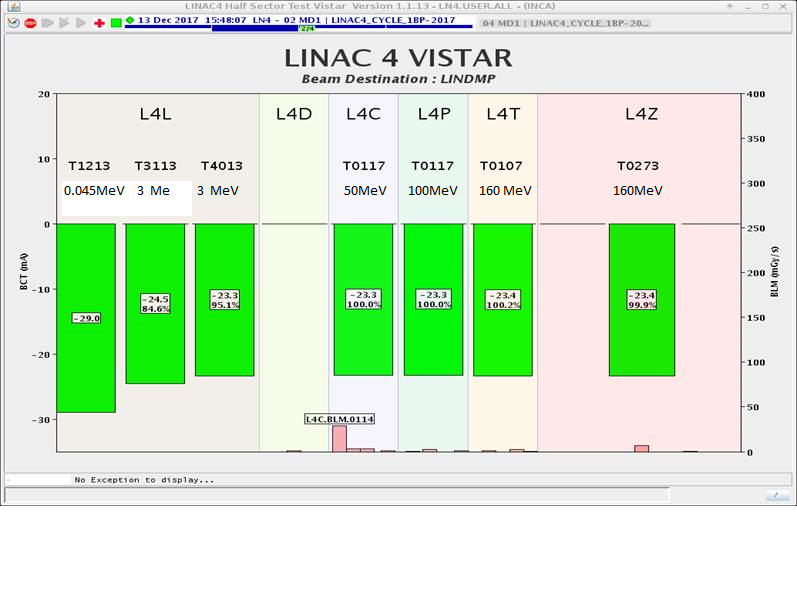 LINAC4 Half Sector Test Vistar Version 1.1.13 - LN4.USER.ALL - (INCA)
STOP
13 Dec 2017 15:48:07 LN4 - 02 MD1 | LINAC4_CYCLE_1BP-2017
04 MD1 | LINAC4_CYCLE_1BP-20...
2/4
LINAC 4 VISTAR
Beam Destination : LINDMP
20 400
L4L L4D L4C L4P L4T L4Z
350
10 T1213 T3113 T4013 T0117 T0117 T0107 T0273
300
0.045MeV 3 Me 3 MeV 50MeV 100MeV 160 MeV 160MeV
0 250
BCT (mA)
BLM (mGy/s)
200
-10
-29.0
-24.5
84.6%
-23.3
95.1%
-23.3
100.0%
-23.3
100.0%
-23.4
100.2%
-23.4
99.9%
150
-20
100
-30 50
L4C.BLM.0114
0
- No Exception to display...